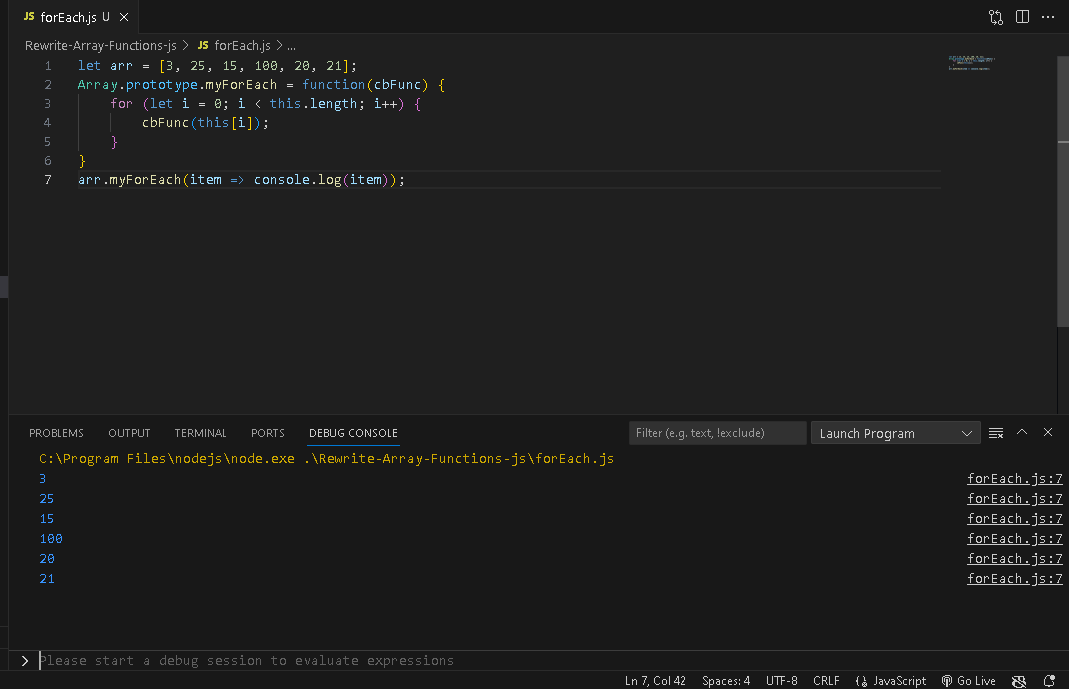 JS forEach.js U
Rewrite-Array-Functions-js > JS forEach.js > ...
1 let arr = [3, 25, 15, 100, 20, 21];
2 Array.prototype.myForEach = function(cbFunc) {
3     for (let i = 0; i < this.length; i++) {
4         cbFunc(this[i]);
5     }
6 }
7 arr.myForEach(item => console.log(item));
PROBLEMS OUTPUT TERMINAL PORTS DEBUG CONSOLE Filter (e.g. text, !exclude) Launch Program
C:\Program Files\nodejs\node.exe .\Rewrite-Array-Functions-js\forEach.js
3 forEach.js:7
25 forEach.js:7
15 forEach.js:7
100 forEach.js:7
20 forEach.js:7
21 forEach.js:7
> Please start a debug session to evaluate expressions
Ln 7, Col 42 Spaces: 4 UTF-8 CRLF JavaScript Go Live